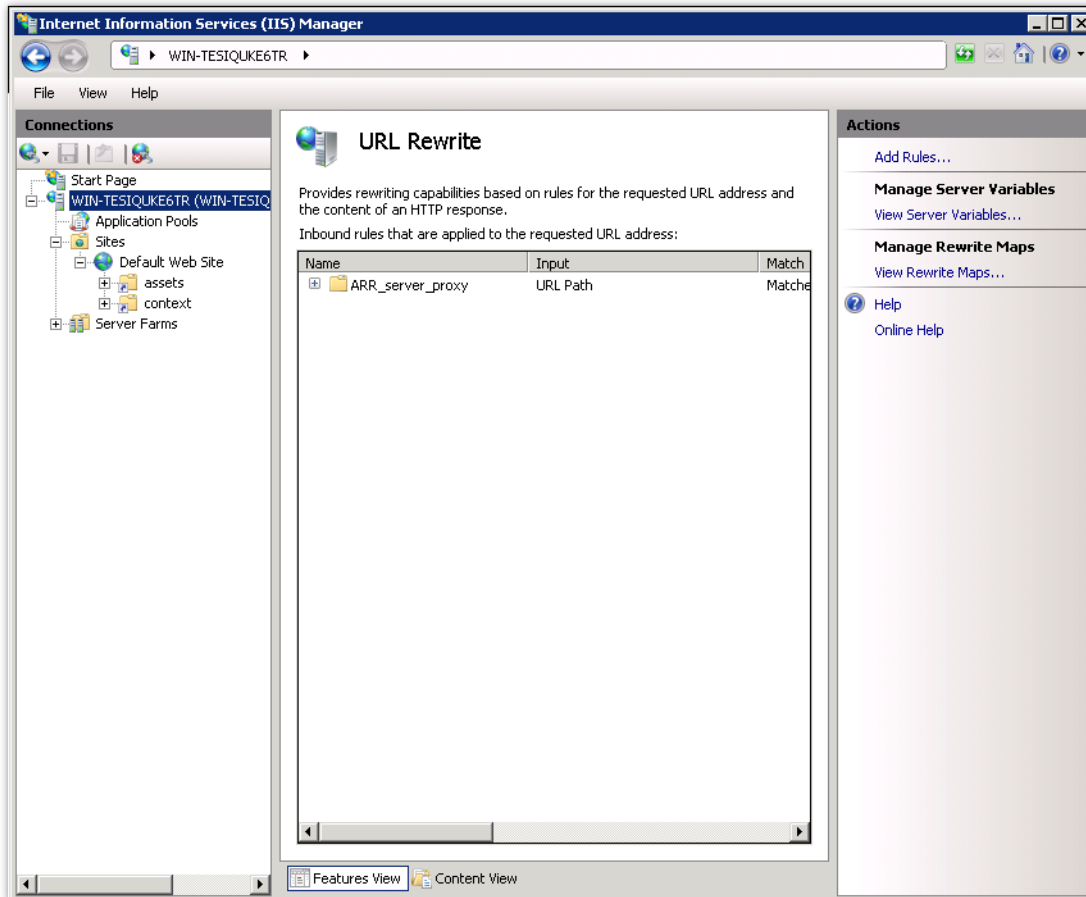 Internet Information Services (IIS) Manager
WIN-TESIQUKE6TR
File View Help
Connections
Start Page
WIN-TESIQUKE6TR (WIN-TESIQ
Application Pools
Sites
Default Web Site
assets
context
Server Farms
URL Rewrite
Provides rewriting capabilities based on rules for the requested URL address and
the content of an HTTP response.
Inbound rules that are applied to the requested URL address:
Name Input Match
ARR_server_proxy URL Path Matche
Features View Content View
Actions
Add Rules...
Manage Server Variables
View Server Variables...
Manage Rewrite Maps
View Rewrite Maps...
Help
Online Help